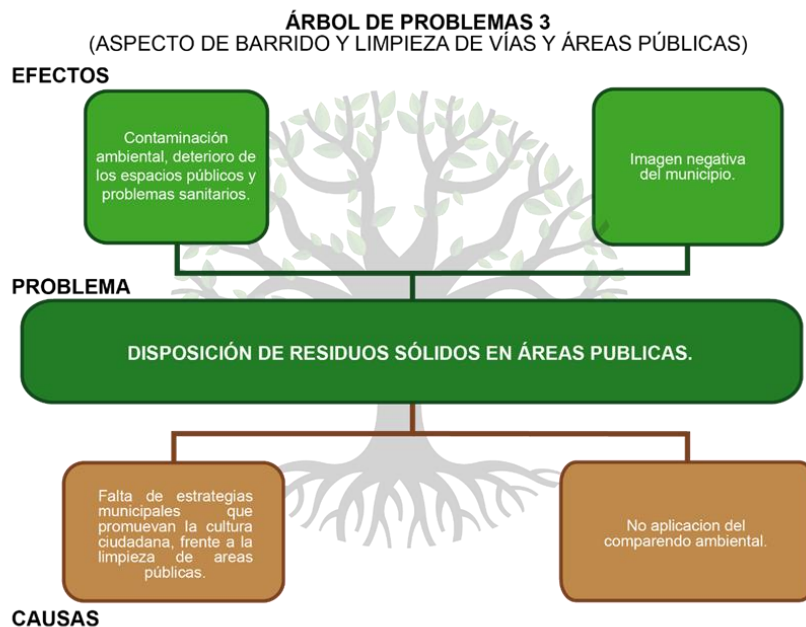 ÁRBOL DE PROBLEMAS 3
(ASPECTO DE BARRIDO Y LIMPIEZA DE VÍAS Y ÁREAS PÚBLICAS)
EFECTOS
Contaminación
ambiental, deterioro de
los espacios públicos y
problemas sanitarios.
Imagen negativa
del municipio.
PROBLEMA
DISPOSICIÓN DE RESIDUOS SÓLIDOS EN ÁREAS PUBLICAS.
Falta de estrategias
municipales que
promuevan la cultura
ciudadana, frente a la
limpieza de areas
públicas.
No aplicacion del
comparendo ambiental.
CAUSAS